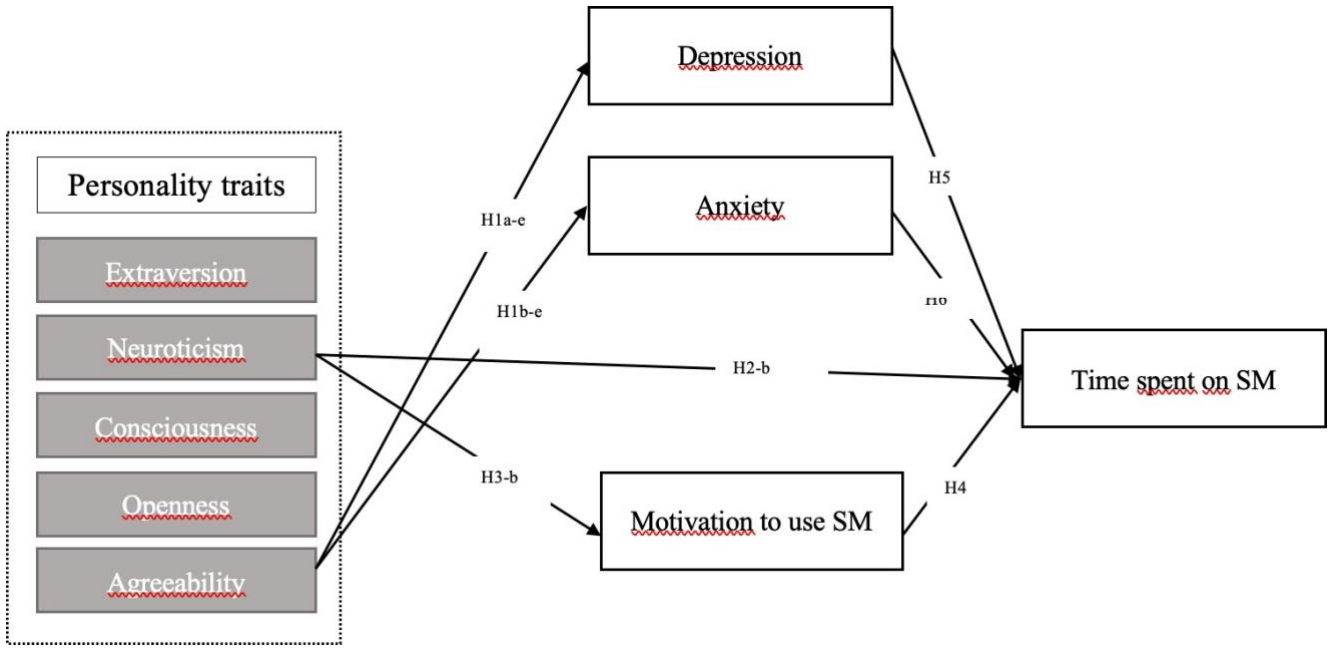 Depression
Personality traits
Anxiety
H5
H1a-e
Extraversion
H1b-e
Neuroticism
H2-b
Time spent on SM
Consciousness
H3-b
H4
Openness
Motivation to use SM
Agreeability